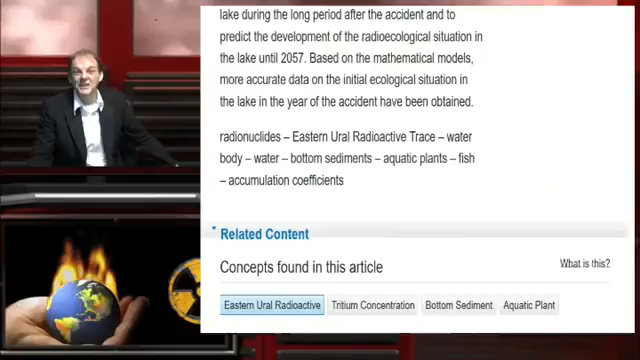 lake during the long period after the accident and to
predict the development of the radioecological situation in
the lake until 2057. Based on the mathematical models,
more accurate data on the initial ecological situation in
the lake in the year of the accident have been obtained.
radionuclides – Eastern Ural Radioactive Trace – water
body – water – bottom sediments – aquatic plants – fish
– accumulation coefficients
Related Content
Concepts found in this article
What is this?
Eastern Ural Radioactive
Tritium Concentration
Bottom Sediment
Aquatic Plant